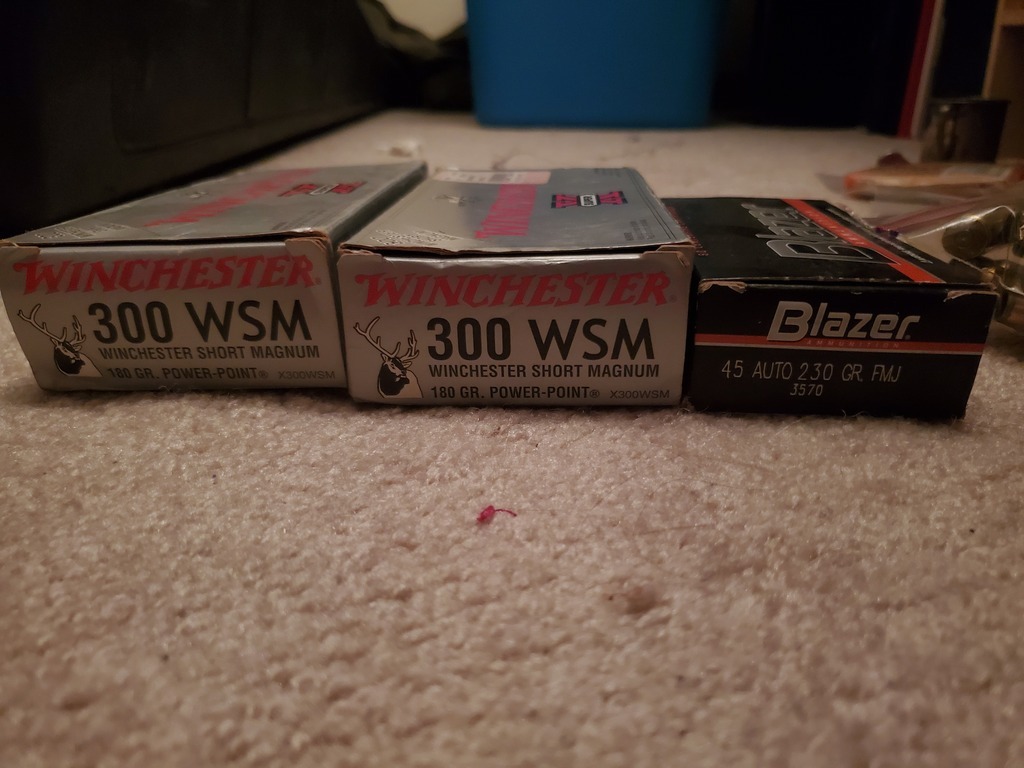 WINCHESTER
300 WSM
WINCHESTER SHORT MAGNUM
180 GR. POWER-POINT® X300WSM
WINCHESTER
300 WSM
WINCHESTER SHORT MAGNUM
180 GR. POWER-POINT® X300WSM
Blazer
Blazer
AMMUNITION
45 AUTO 230 GR. FMJ
3570